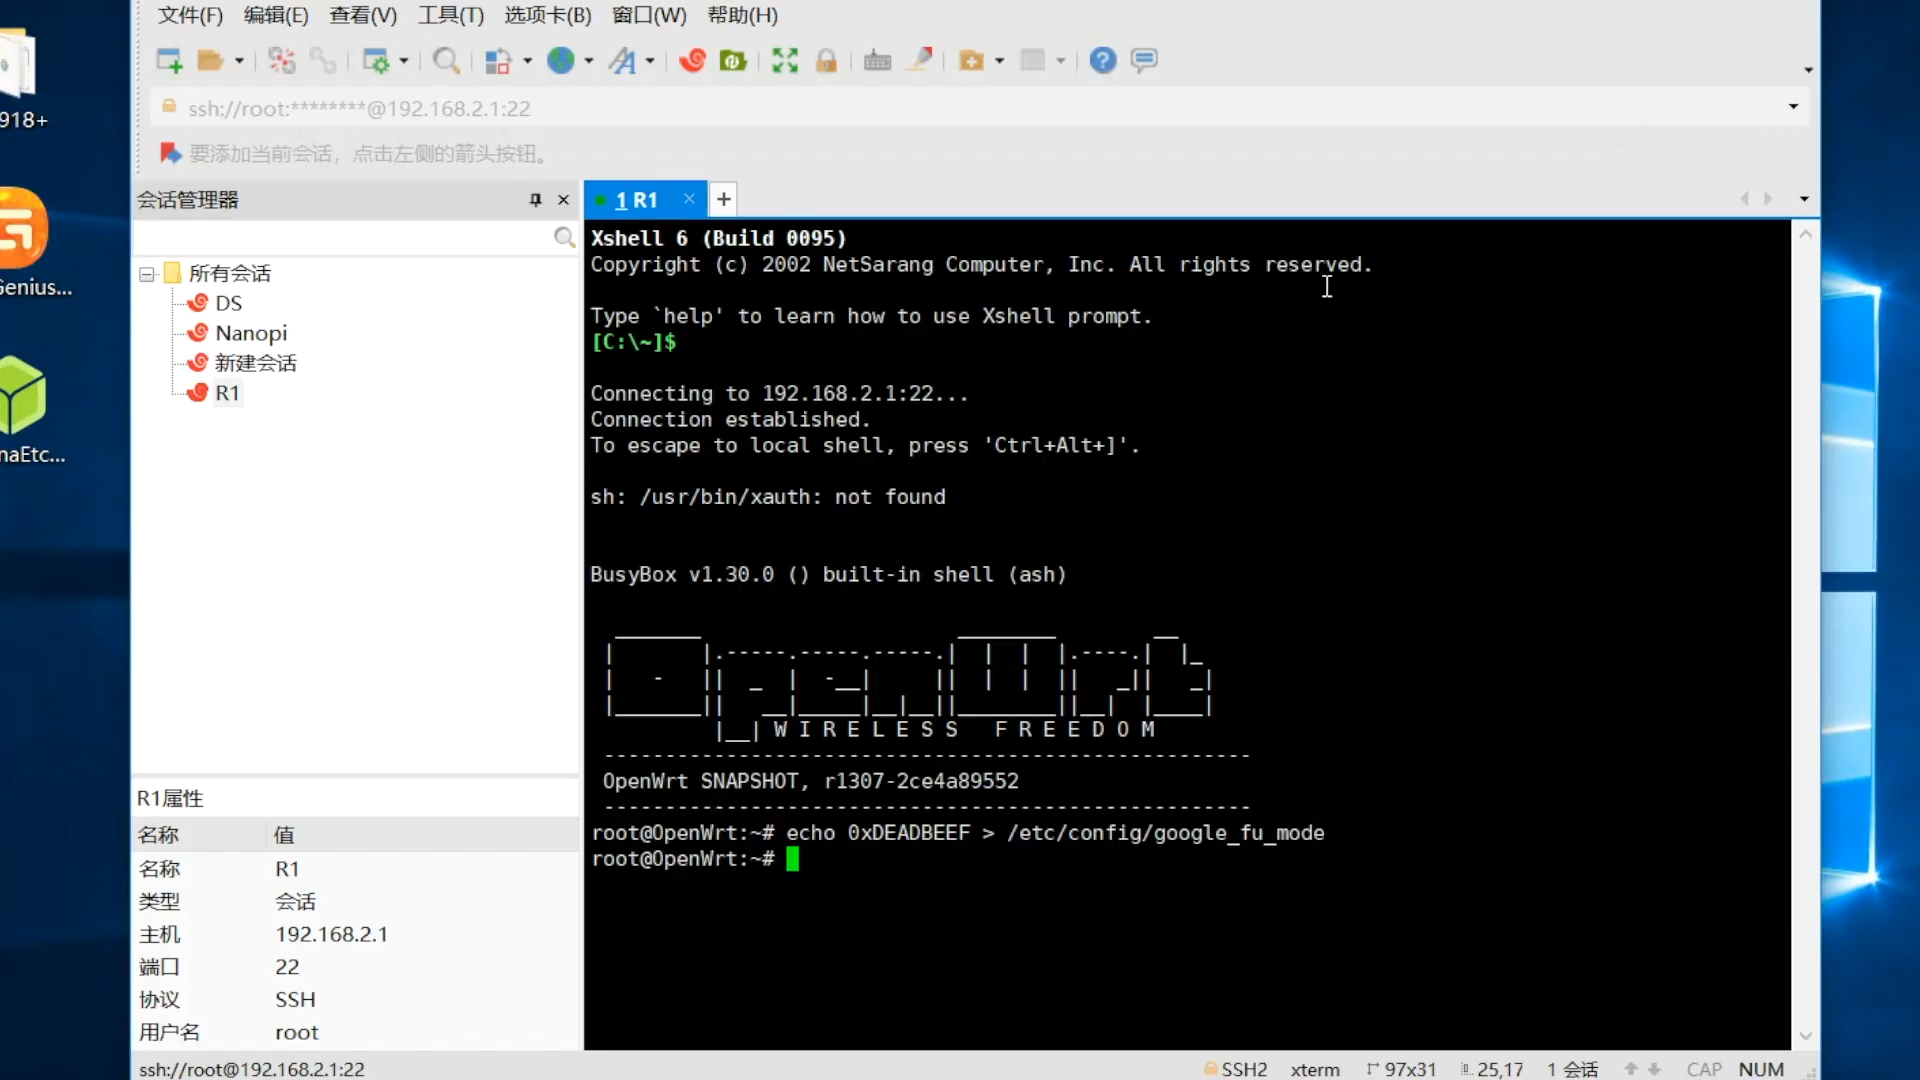 文件(F) 编辑(E) 查看(V) 工具(T) 选项卡(B) 窗口(W) 帮助(H)
ssh://root:********@192.168.2.1:22
要添加当前会话，点击左侧的箭头按钮。
918+
Genius...
naEtc...
会话管理器
所有会话
DS
Nanopi
新建会话
R1
R1属性
名称 值
名称 R1
类型 会话
主机 192.168.2.1
端口 22
协议 SSH
用户名 root
1 R1
Xshell 6 (Build 0095)
Copyright (c) 2002 NetSarang Computer, Inc. All rights reserved.
Type `help' to learn how to use Xshell prompt.
[C:\~]$
Connecting to 192.168.2.1:22...
Connection established.
To escape to local shell, press 'Ctrl+Alt+]'.
sh: /usr/bin/xauth: not found
BusyBox v1.30.0 () built-in shell (ash)
OpenWrt
W I R E L E S S   F R E E D O M
-----------------------------------------------------
OpenWrt SNAPSHOT, r1307-2ce4a89552
-----------------------------------------------------
root@OpenWrt:~# echo 0xDEADBEEF > /etc/config/google_fu_mode
root@OpenWrt:~#
ssh://root@192.168.2.1:22 SSH2 xterm 97x31 25,17 1 会话 CAP NUM